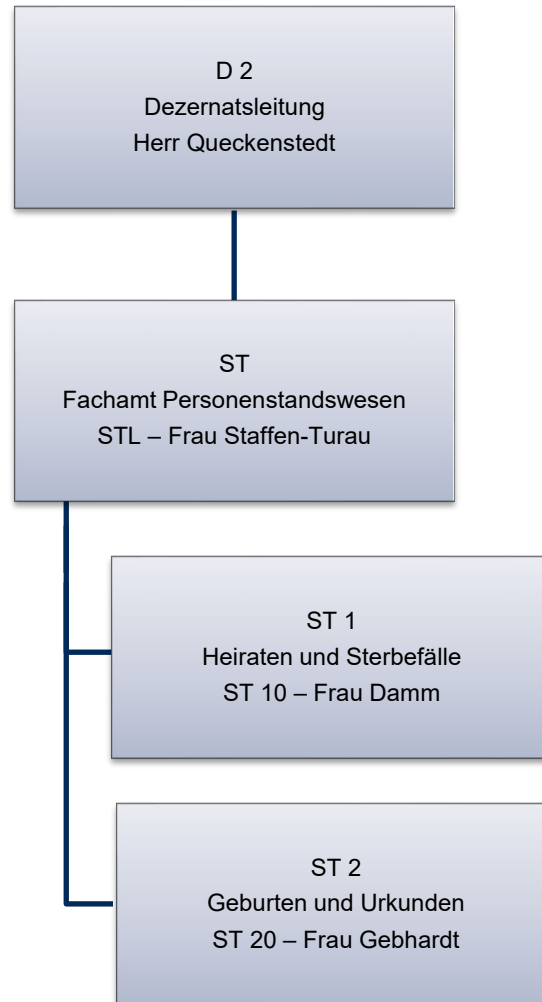 D 2
Dezernatsleitung
Herr Queckenstedt
ST
Fachamt Personenstandswesen
STL – Frau Staffen-Turau
ST 1
Heiraten und Sterbefälle
ST 10 – Frau Damm
ST 2
Geburten und Urkunden
ST 20 – Frau Gebhardt